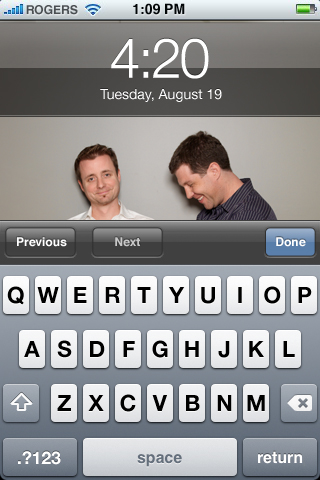 ROGERS 1:09 PM
4:20
Tuesday, August 19
Previous Next Done
Q W E R T Y U I O P
A S D F G H J K L
Z X C V B N M
.?123 space return